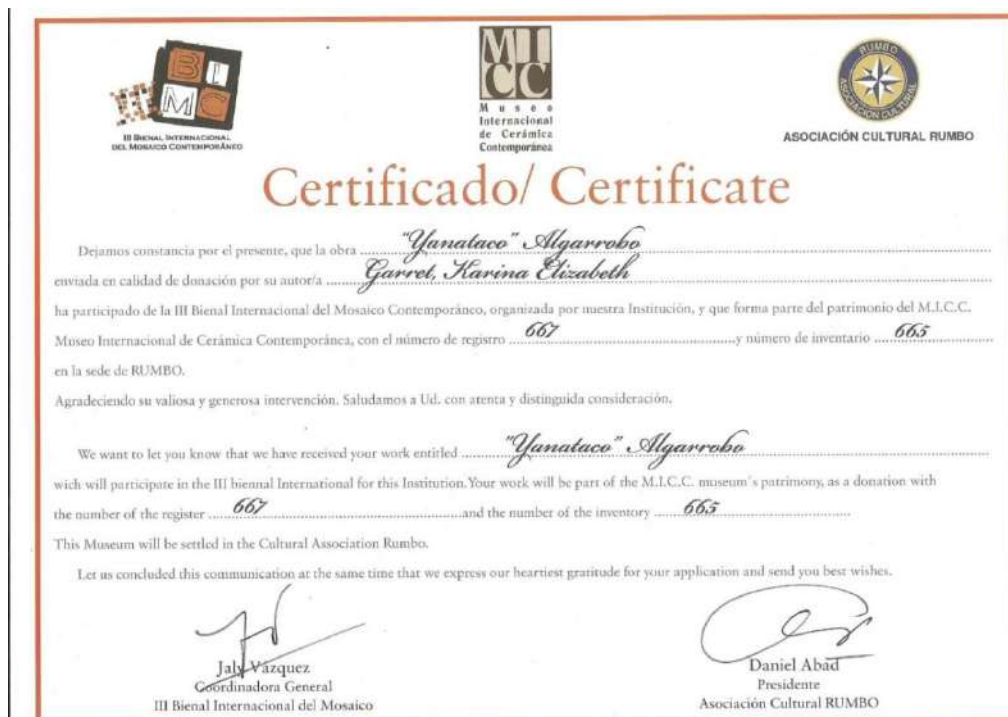 BI
III MC
III BIENAL INTERNACIONAL
DEL MOSAICO CONTEMPORÁNEO
MI
CC
Museo
Internacional
de Cerámica
Contemporánea
RUMBO
ASOCIACIÓN CULTURAL
ASOCIACIÓN CULTURAL RUMBO
Certificado/ Certificate
Dejamos constancia por el presente, que la obra "Yanataco" Algarrobo
enviada en calidad de donación por su autor/a Garret, Karina Elizabeth
ha participado de la III Bienal Internacional del Mosaico Contemporáneo, organizada por nuestra Institución, y que forma parte del patrimonio del M.I.C.C.
Museo Internacional de Cerámica Contemporánea, con el número de registro 667 y número de inventario 665
en la sede de RUMBO.
Agradeciendo su valiosa y generosa intervención. Saludamos a Ud. con atenta y distinguida consideración.
We want to let you know that we have received your work entitled "Yanataco" Algarrobo
wich will participate in the III biennal International for this Institution. Your work will be part of the M.I.C.C. museum's patrimony, as a donation with
the number of the register 667 and the number of the inventory 665
This Museum will be settled in the Cultural Association Rumbo.
Let us concluded this communication at the same time that we express our heartiest gratitude for your application and send you best wishes.
Jaly Vázquez
Coordinadora General
III Bienal Internacional del Mosaico
Daniel Abad
Presidente
Asociación Cultural RUMBO